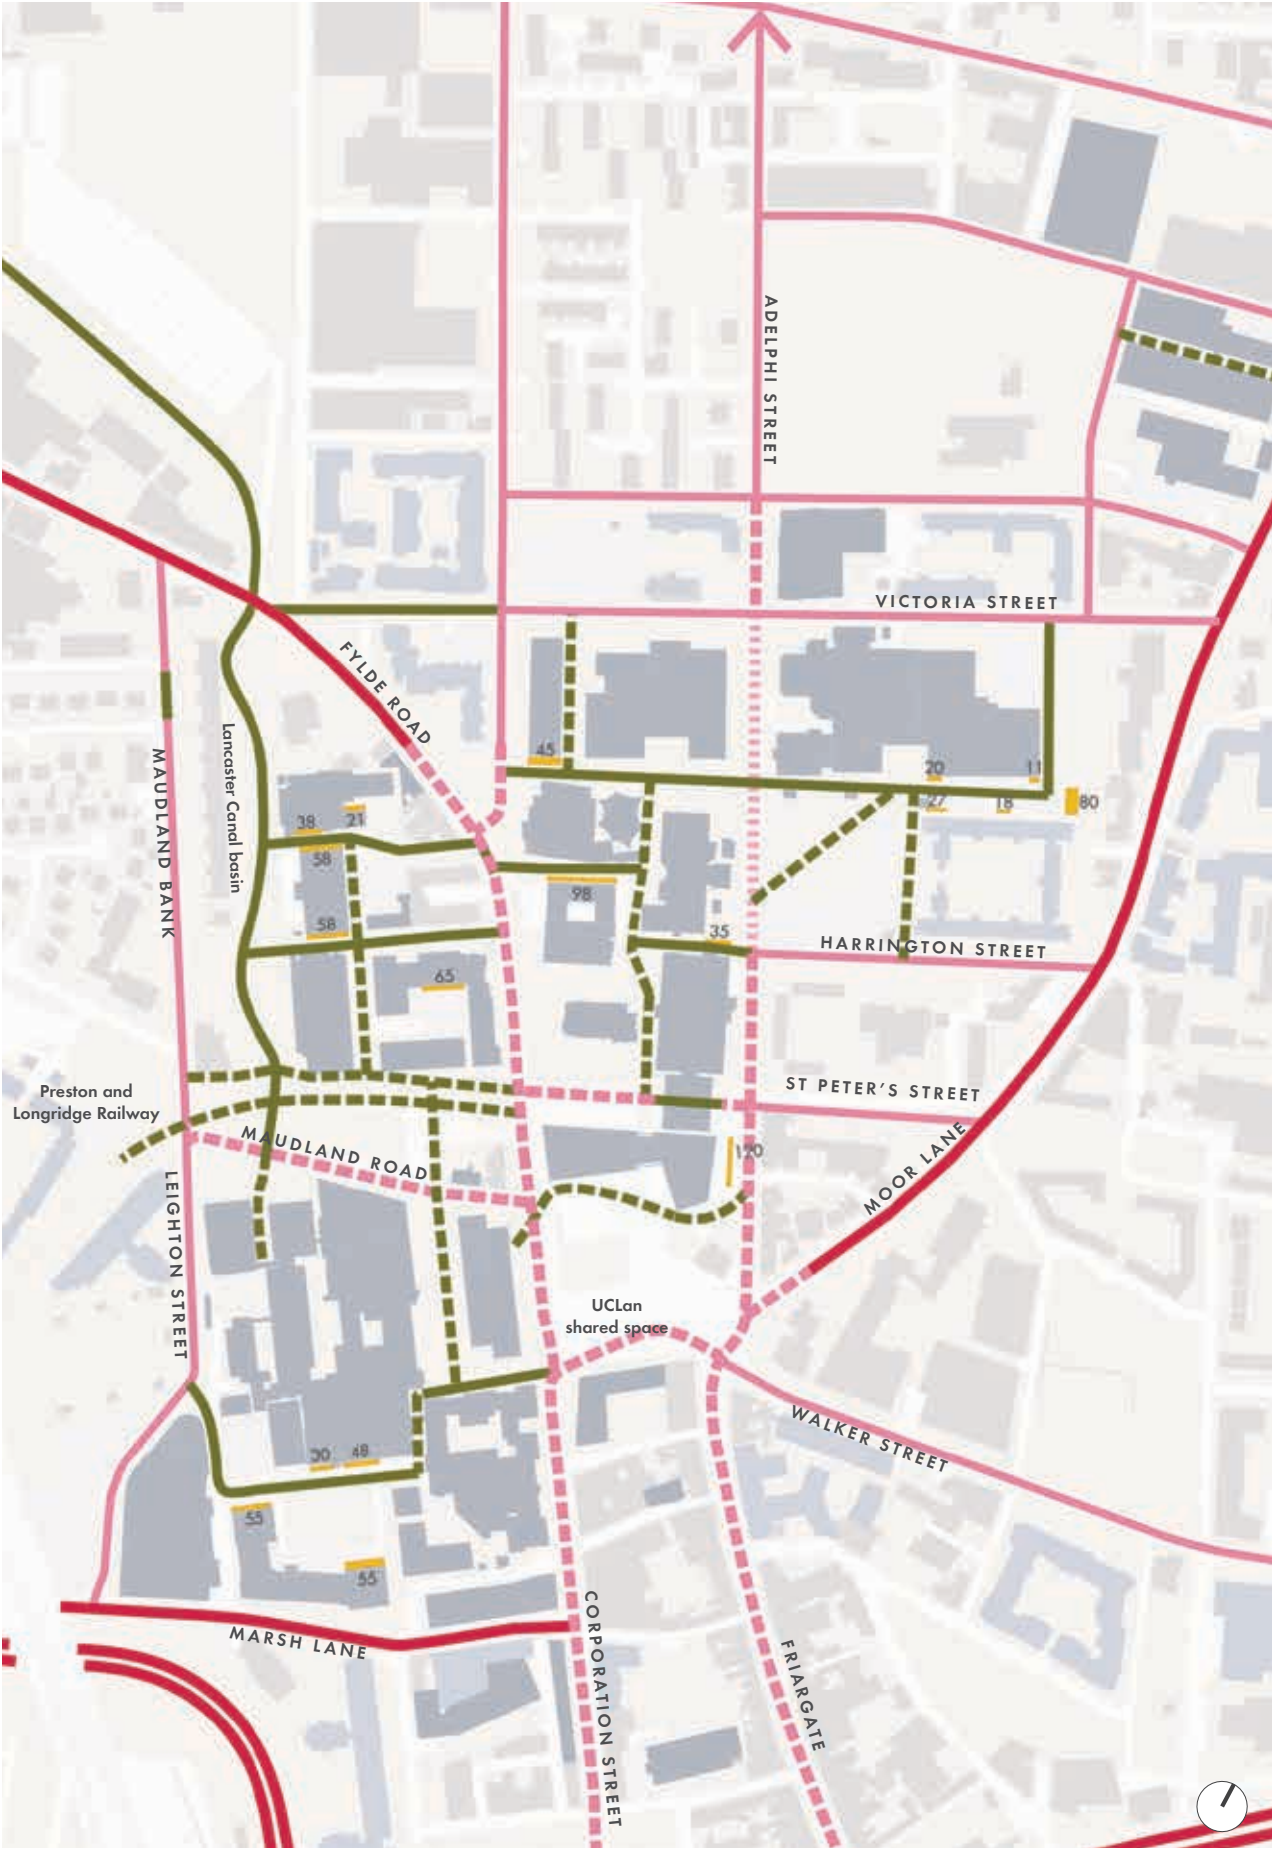 ADELPHI STREET
VICTORIA STREET
FYLDE ROAD
Lancaster Canal basin
MAUDLAND BANK
45
20
11
27
18
80
38
21
58
98
58
35
HARRINGTON STREET
65
Preston and
Longridge Railway
ST PETER'S STREET
MAUDLAND ROAD
120
MOOR LANE
LEIGHTON STREET
UCLan
shared space
WALKER STREET
30
48
55
55
MARSH LANE
CORPORATION STREET
FRIARGATE